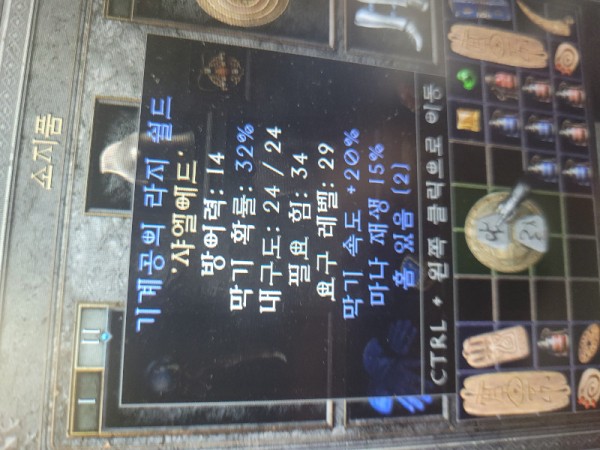 소지품
기계공의 라지 쉴드
'샤엘베드'
방어력: 14
막기 확률: 32%
내구도: 24 / 24
필요 힘: 34
요구 레벨: 29
막기 속도 +20%
마나 재생 15%
홈 있음 (2)
CTRL + 왼쪽 클릭으로 이동
I
II